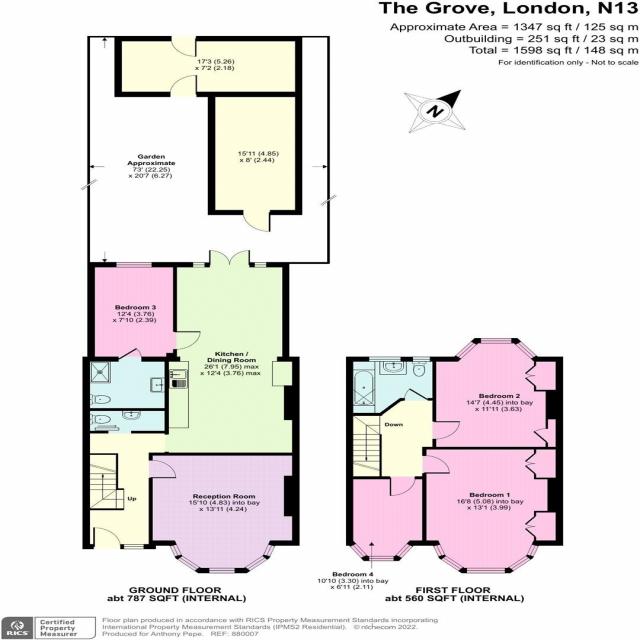 The Grove, London, N13
Approximate Area = 1347 sq ft / 125 sq m
Outbuilding = 251 sq ft / 23 sq m
Total = 1598 sq ft / 148 sq m
For identification only - Not to scale
17'3 (5.26)
x 7'2 (2.18)
N
15'11 (4.85)
x 8' (2.44)
Garden
Approximate
73' (22.25)
x 20'7 (6.27)
Bedroom 3
12'4 (3.76)
x 7'10 (2.39)
Kitchen /
Dining Room
26'1 (7.95) max
x 12'4 (3.76) max
Up
Reception Room
15'10 (4.83) into bay
x 13'11 (4.24)
Bedroom 2
14'7 (4.45) into bay
x 11'11 (3.63)
Down
Bedroom 1
16'8 (5.08) into bay
x 13'1 (3.99)
Bedroom 4
10'10 (3.30) into bay
x 6'11 (2.11)
GROUND FLOOR
abt 787 SQFT (INTERNAL)
FIRST FLOOR
abt 560 SQFT (INTERNAL)
RICS
Certified
Property
Measurer
Floor plan produced in accordance with RICS Property Measurement Standards incorporating
International Property Measurement Standards (IPMS2 Residential). © nichecom 2022.
Produced for Anthony Pepe. REF: 880007